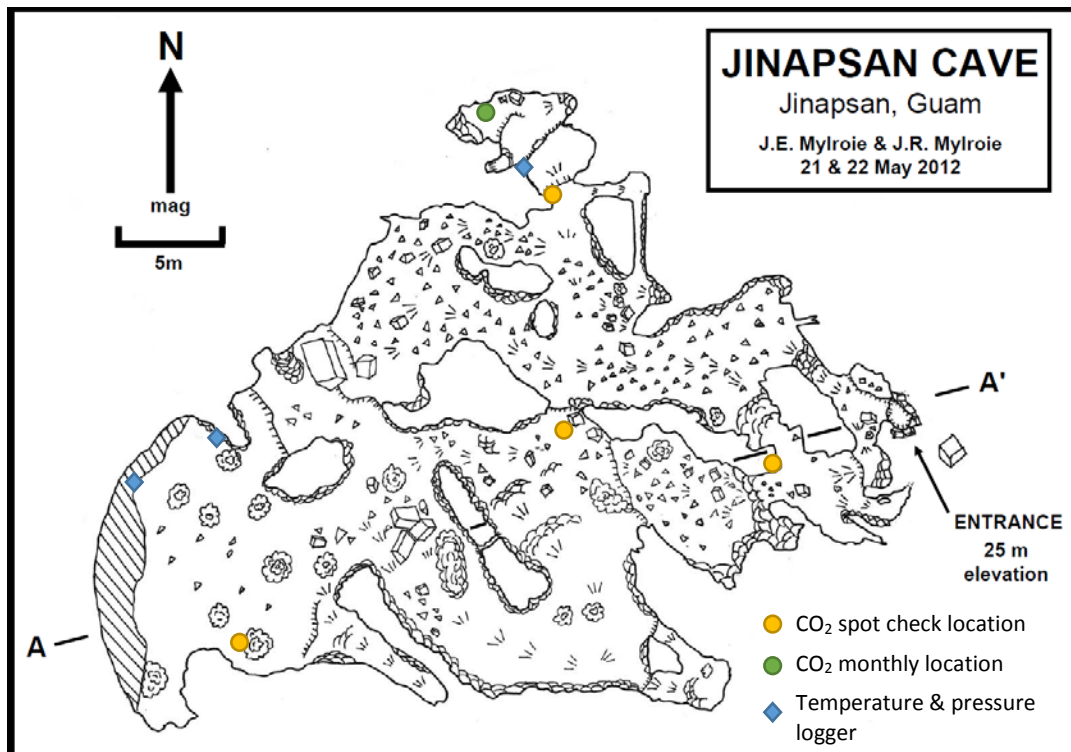 N
mag
5m
JINAPSAN CAVE
Jinapsan, Guam
J.E. Mylroie & J.R. Mylroie
21 & 22 May 2012
A'
ENTRANCE
25 m
elevation
A
CO₂ spot check location
CO₂ monthly location
Temperature & pressure
logger